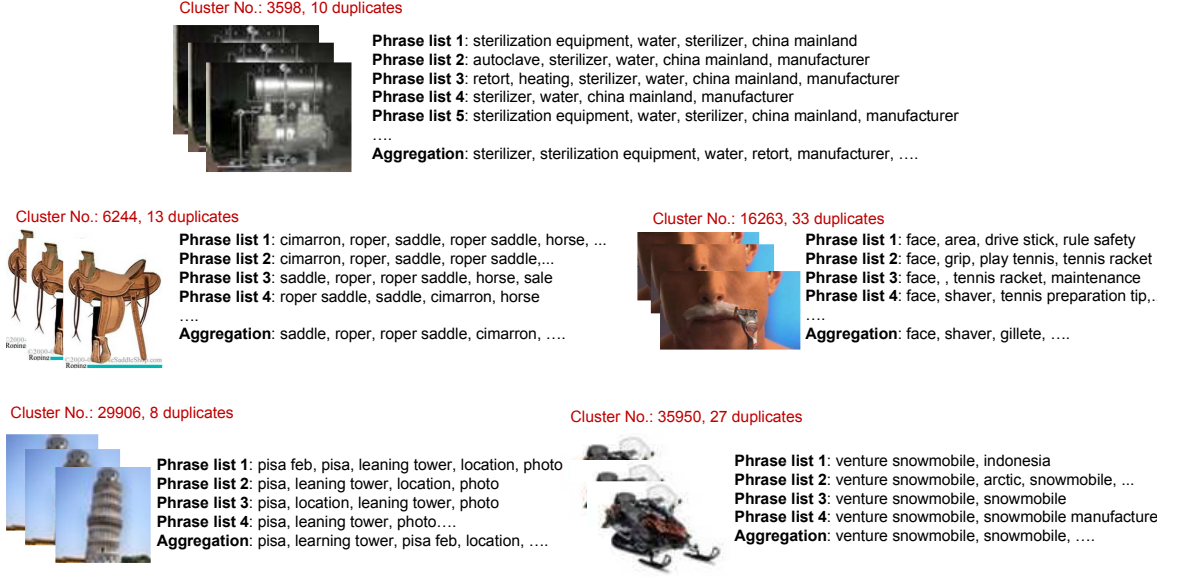 Cluster No.: 3598, 10 duplicates
Phrase list 1: sterilization equipment, water, sterilizer, china mainland
Phrase list 2: autoclave, sterilizer, water, china mainland, manufacturer
Phrase list 3: retort, heating, sterilizer, water, china mainland, manufacturer
Phrase list 4: sterilizer, water, china mainland, manufacturer
Phrase list 5: sterilization equipment, water, sterilizer, china mainland, manufacturer
....
Aggregation: sterilizer, sterilization equipment, water, retort, manufacturer, ....
Cluster No.: 6244, 13 duplicates
Phrase list 1: cimarron, roper, saddle, roper saddle, horse, ...
Phrase list 2: cimarron, roper, saddle, roper saddle,...
Phrase list 3: saddle, roper, roper saddle, horse, sale
Phrase list 4: roper saddle, saddle, cimarron, horse
....
Aggregation: saddle, roper, roper saddle, cimarron, ....
©2000-
Roping
©2000-
Roping
Roping
Cluster No.: 16263, 33 duplicates
Phrase list 1: face, area, drive stick, rule safety
Phrase list 2: face, grip, play tennis, tennis racket
Phrase list 3: face, , tennis racket, maintenance
Phrase list 4: face, shaver, tennis preparation tip,.
....
Aggregation: face, shaver, gillete, ....
Cluster No.: 29906, 8 duplicates
Phrase list 1: pisa feb, pisa, leaning tower, location, photo
Phrase list 2: pisa, leaning tower, location, photo
Phrase list 3: pisa, location, leaning tower, photo
Phrase list 4: pisa, leaning tower, photo....
Aggregation: pisa, learning tower, pisa feb, location, ....
Cluster No.: 35950, 27 duplicates
Phrase list 1: venture snowmobile, indonesia
Phrase list 2: venture snowmobile, arctic, snowmobile, ...
Phrase list 3: venture snowmobile, snowmobile
Phrase list 4: venture snowmobile, snowmobile manufacture
Aggregation: venture snowmobile, snowmobile, ....